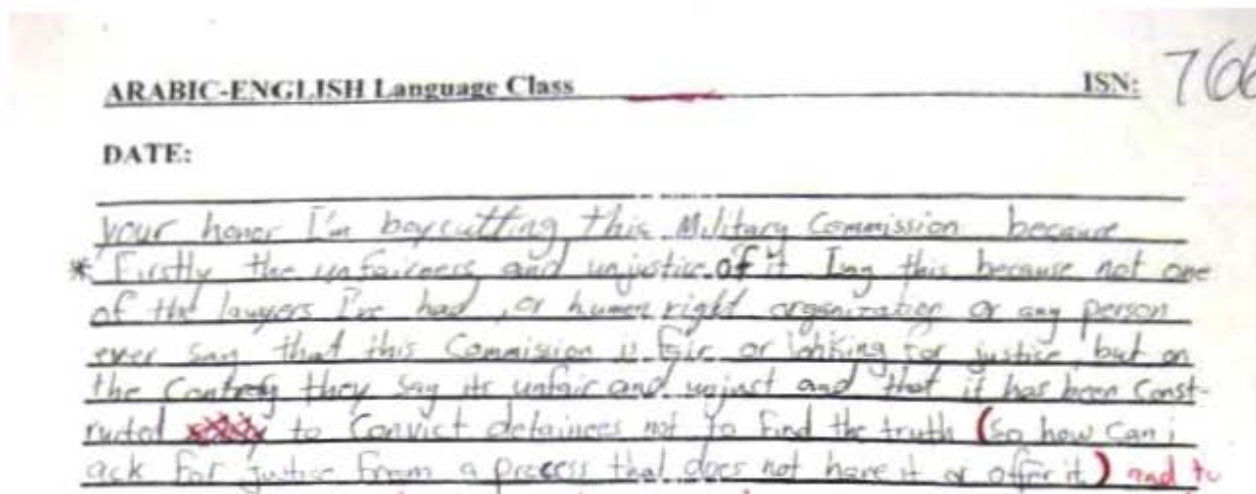 ARABIC-ENGLISH Language Class ISN: 766
DATE:
your honor I'm boycutting this Military Commission because
* Firstly the unfairness and unjustice of it I say this because not one
of the lawyers I've had , or human right organization or any person
ever say that this Commission is fair or looking for justice, but on
the Contrary they say its unfair and unjust and that it has been Const-
ructed to Convict detainees not to find the truth (so how can i
ack for justice from a process that does not have it or offer it) and to